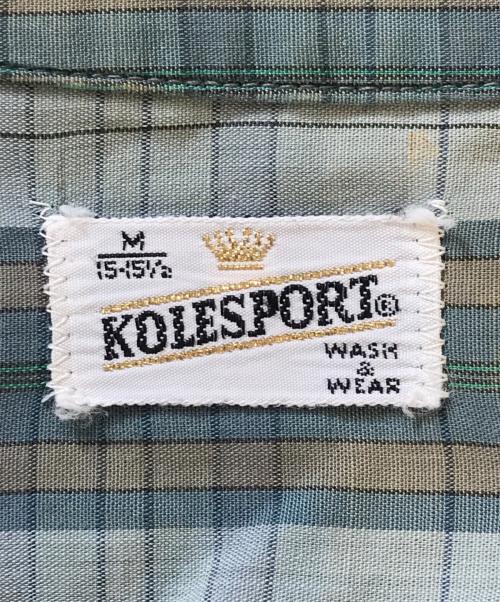 M
15-15½
KOLESPORT®
WASH
&
WEAR